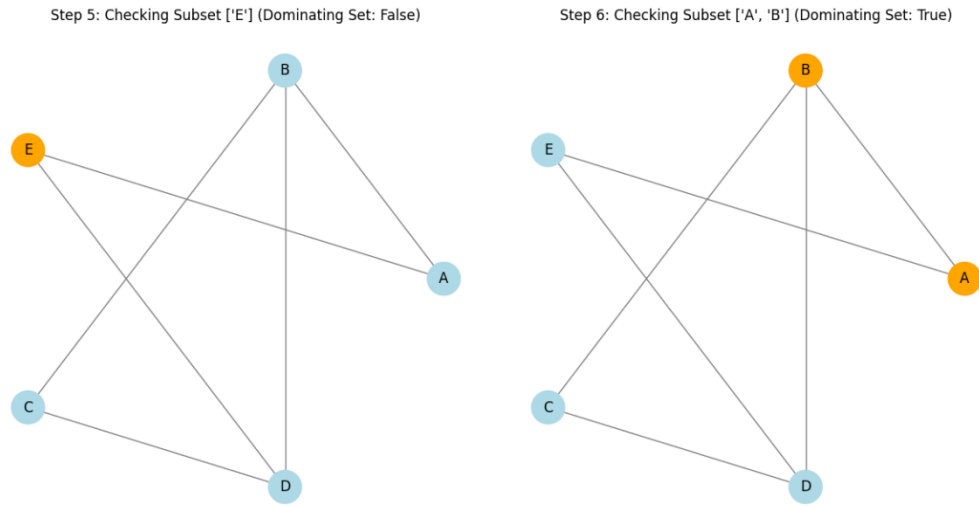 Step 5: Checking Subset ['E'] (Dominating Set: False)
B
E
A
C
D
Step 6: Checking Subset ['A', 'B'] (Dominating Set: True)
B
E
A
C
D